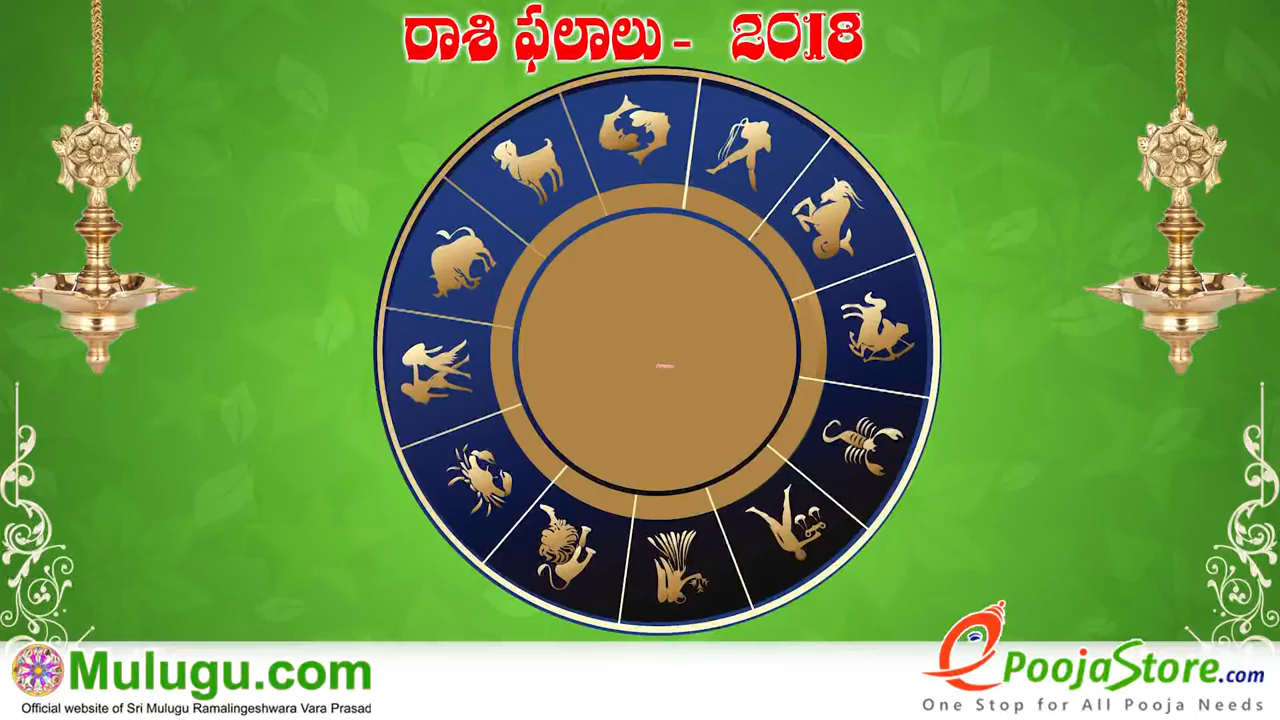 రాశి ఫలాలు - 2018
Mulugu.com
Official website of Sri Mulugu Ramalingeshwara Vara Prasad
ePoojaStore.com
One Stop for All Pooja Needs